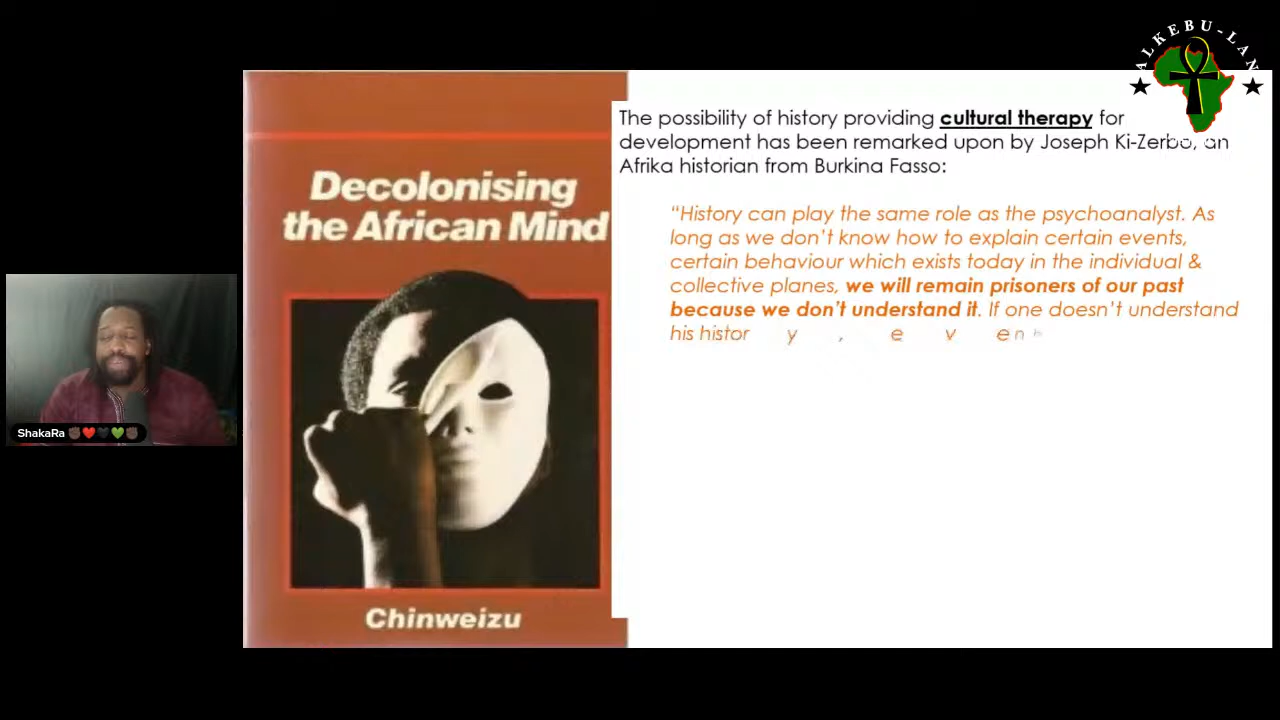 ALKEBU-LAN
Decolonising
the African Mind
Chinweizu
The possibility of history providing cultural therapy for
development has been remarked upon by Joseph Ki-Zerbo, an
Afrika historian from Burkina Fasso:
“History can play the same role as the psychoanalyst. As
long as we don’t know how to explain certain events,
certain behaviour which exists today in the individual &
collective planes, we will remain prisoners of our past
because we don’t understand it. If one doesn’t understand
his history, even
ShakaRa ✊🏿❤️🖤💚✊🏿